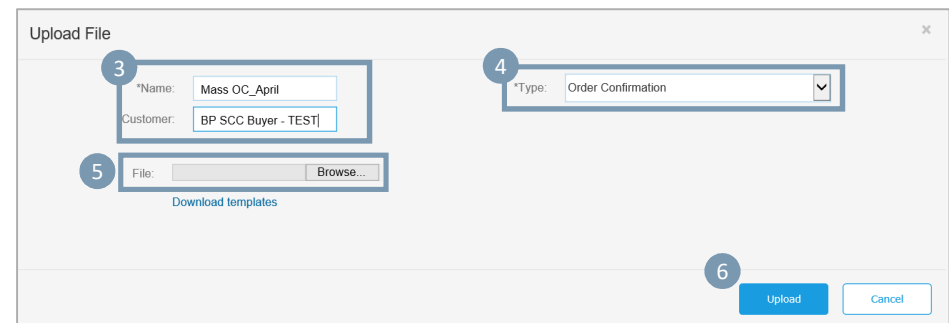 Upload File ×
3
*Name: Mass OC_April
Customer: BP SCC Buyer - TEST
4
*Type: Order Confirmation
5
File: Browse...
Download templates
6
Upload Cancel